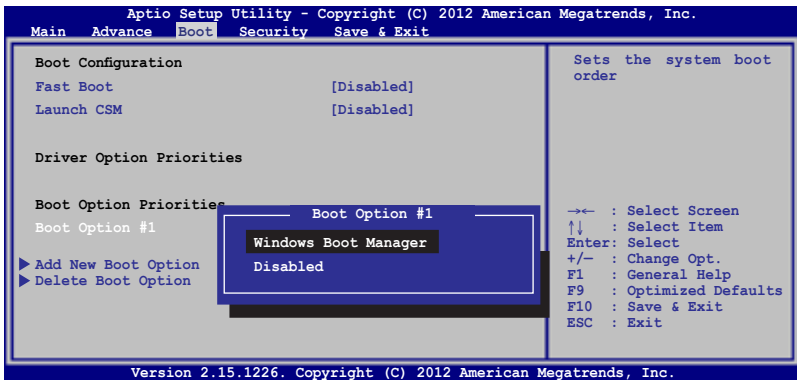 Aptio Setup Utility - Copyright (C) 2012 American Megatrends, Inc.
Main Advance Boot Security Save & Exit
Boot Configuration
Fast Boot [Disabled]
Launch CSM [Disabled]
Driver Option Priorities
Boot Option Priorities
Boot Option #1
Add New Boot Option
Delete Boot Option
Boot Option #1
Windows Boot Manager
Disabled
Sets the system boot
order
→← : Select Screen
↑↓ : Select Item
Enter: Select
+/— : Change Opt.
F1 : General Help
F9 : Optimized Defaults
F10 : Save & Exit
ESC : Exit
Version 2.15.1226. Copyright (C) 2012 American Megatrends, Inc.